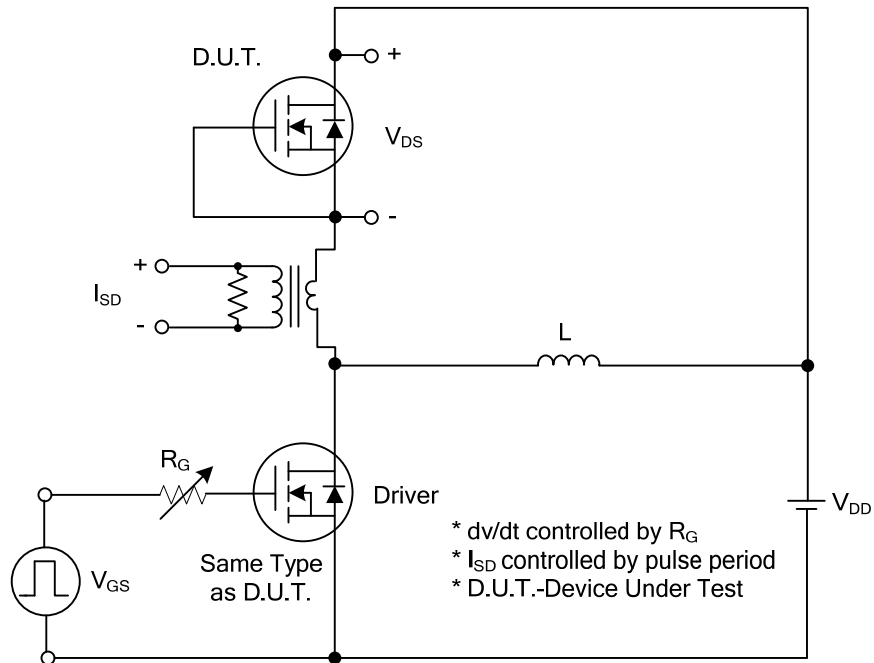 D.U.T.
+
V_DS
-
+
I_SD
-
L
R_G
Driver
V_DD
Same Type
as D.U.T.
V_GS
* dv/dt controlled by R_G
* I_SD controlled by pulse period
* D.U.T.-Device Under Test